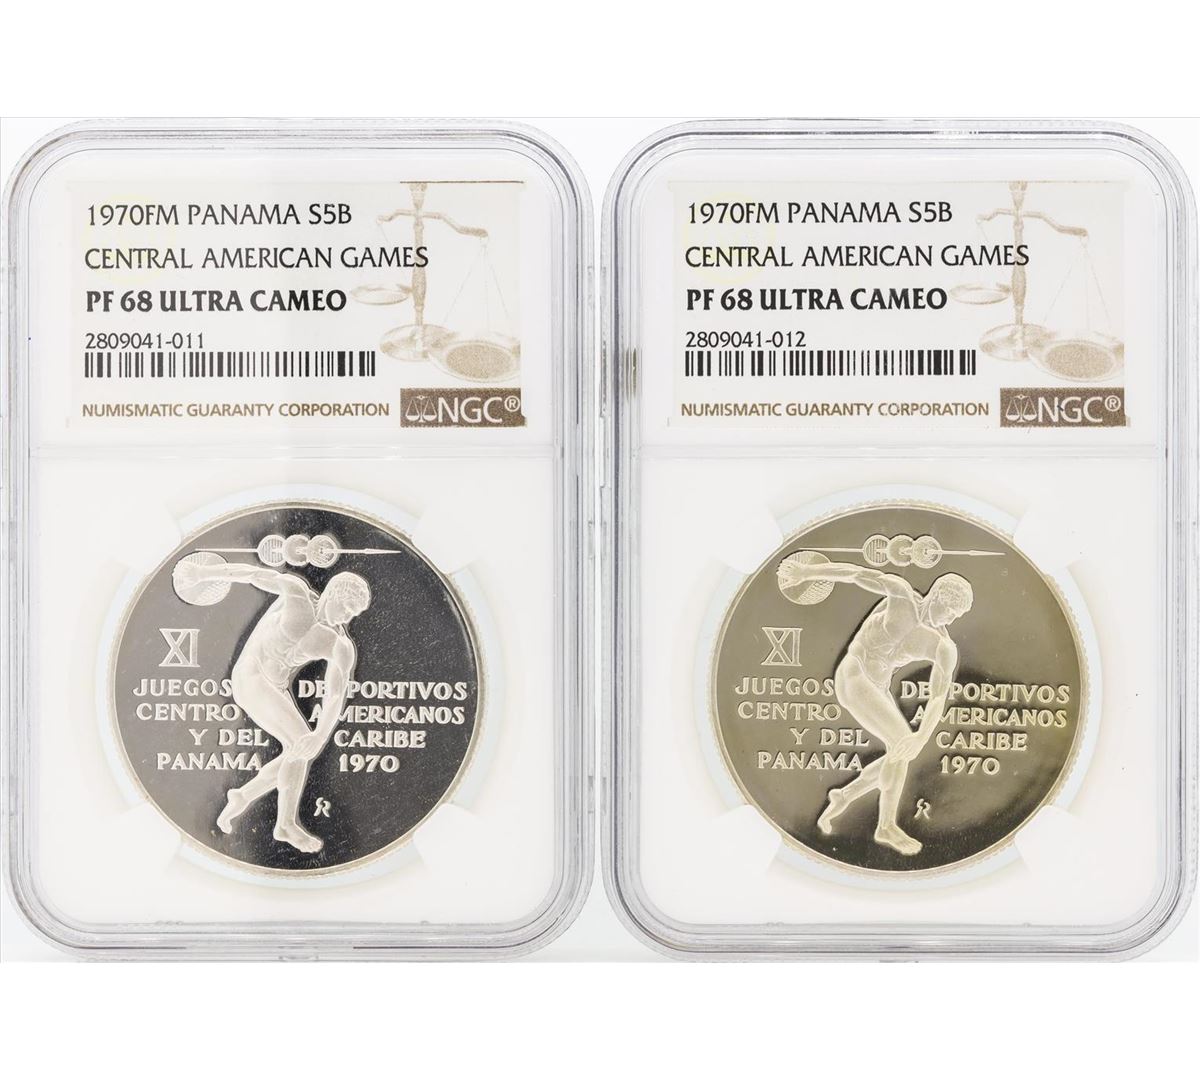 1970FM PANAMA S5B
CENTRAL AMERICAN GAMES
PF 68 ULTRA CAMEO
2809041-011
NUMISMATIC GUARANTY CORPORATION NGC®
XI
JUEGOS DEPORTIVOS
CENTRO AMERICANOS
Y DEL CARIBE
PANAMA 1970
1970FM PANAMA S5B
CENTRAL AMERICAN GAMES
PF 68 ULTRA CAMEO
2809041-012
NUMISMATIC GUARANTY CORPORATION NGC®
XI
JUEGOS DEPORTIVOS
CENTRO AMERICANOS
Y DEL CARIBE
PANAMA 1970